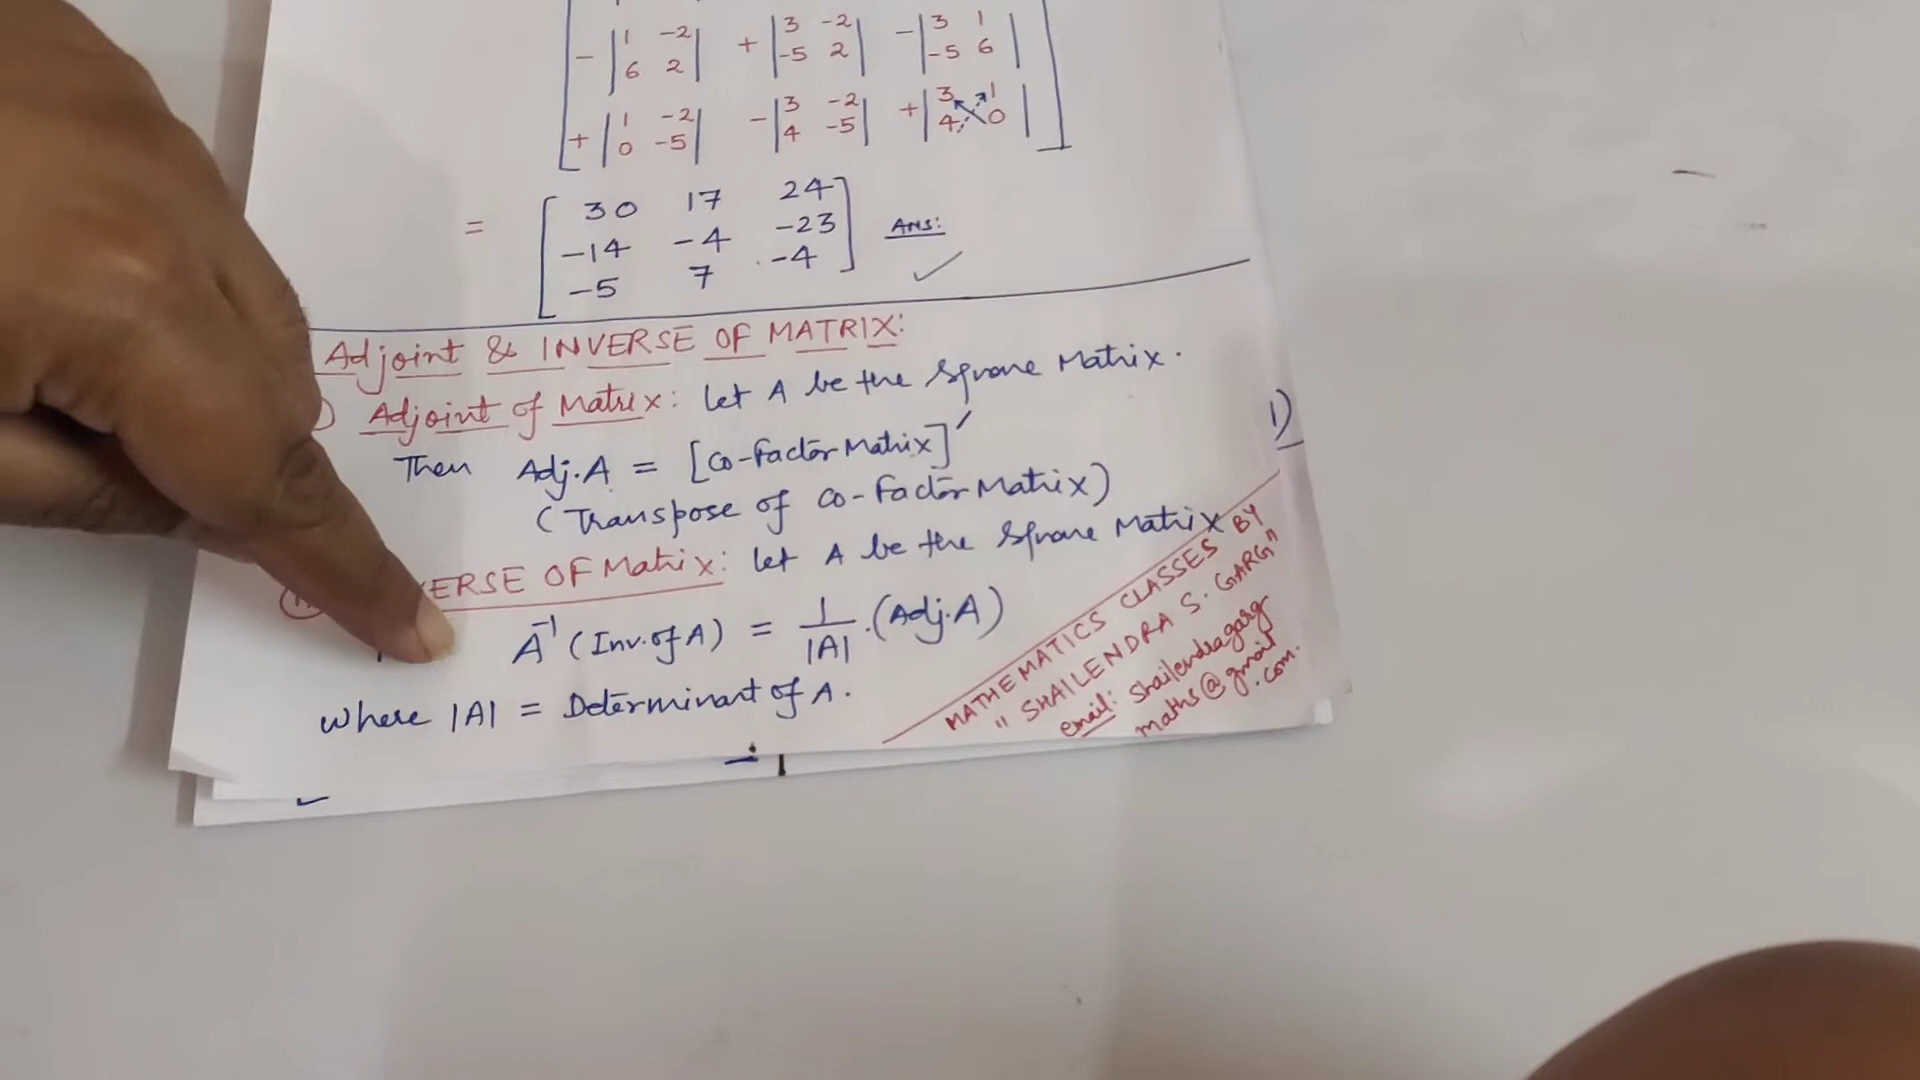 - |1 -2| + |3 -2| - |3 1|
|6 2| |-5 2| |-5 6|
+ |1 -2| - |3 -2| + |3 1|
|0 -5| |4 -5| |4 0|
= [30 17 24] Ans:
-14 -4 -23
-5 7 -4
Adjoint & INVERSE OF MATRIX:
) Adjoint of Matrix: Let A be the Square Matrix.
Then Adj.A = [Co-factor Matrix]′
(Transpose of Co-factor Matrix)
VERSE OF Matrix: Let A be the Square Matrix
A⁻¹ (Inv.of A) = 1/|A| .(Adj.A)
where |A| = Determinant of A.
1)
MATHEMATICS CLASSES BY
"SHAILENDRA S. GARG"
email: shailendragarg
maths@gmail
.com.